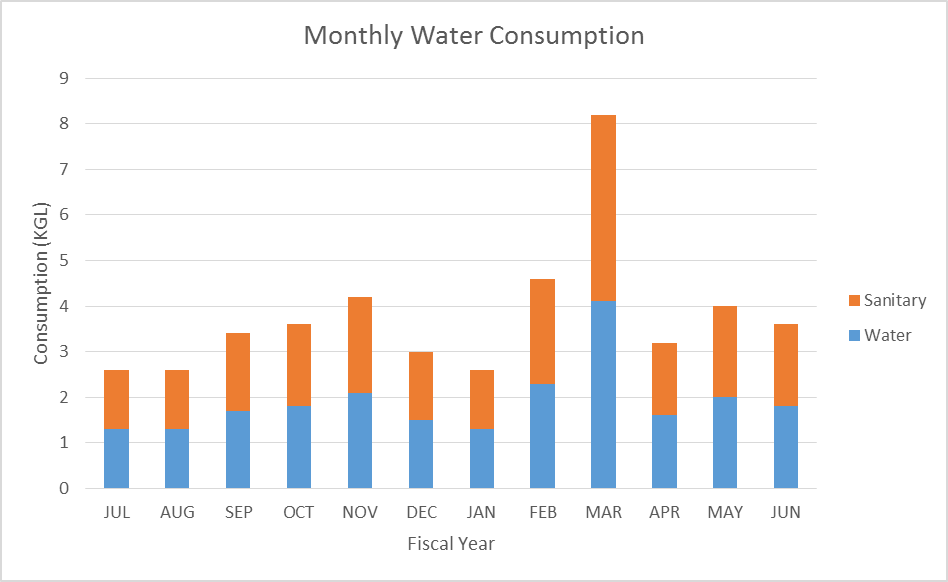 Monthly Water Consumption
9
8
7
6
5
4
3
2
1
0
Consumption (KGL)
JUL AUG SEP OCT NOV DEC JAN FEB MAR APR MAY JUN
Fiscal Year
Sanitary
Water